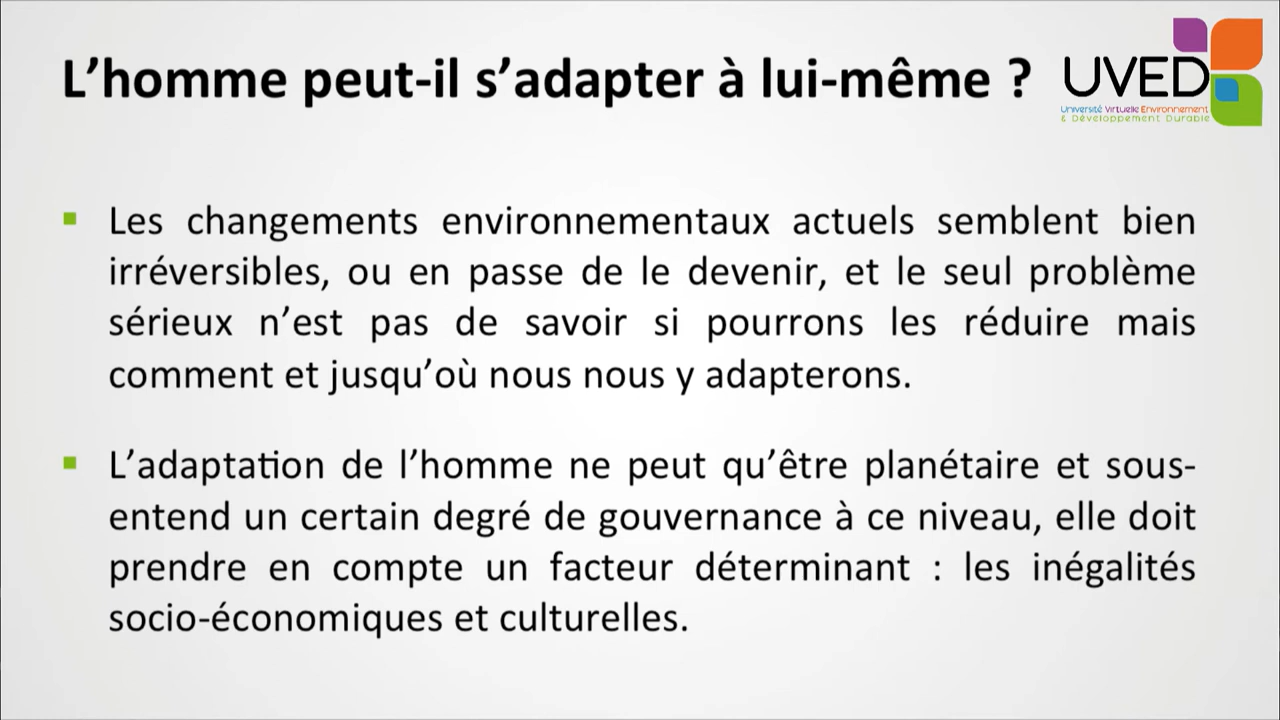 L’homme peut-il s’adapter à lui-même ?
UVED
Université Virtuelle Environnement
& Développement Durable
Les changements environnementaux actuels semblent bien
irréversibles, ou en passe de le devenir, et le seul problème
sérieux n’est pas de savoir si pourrons les réduire mais
comment et jusqu’où nous nous y adapterons.
L’adaptation de l’homme ne peut qu’être planétaire et sous-
entend un certain degré de gouvernance à ce niveau, elle doit
prendre en compte un facteur déterminant : les inégalités
socio-économiques et culturelles.